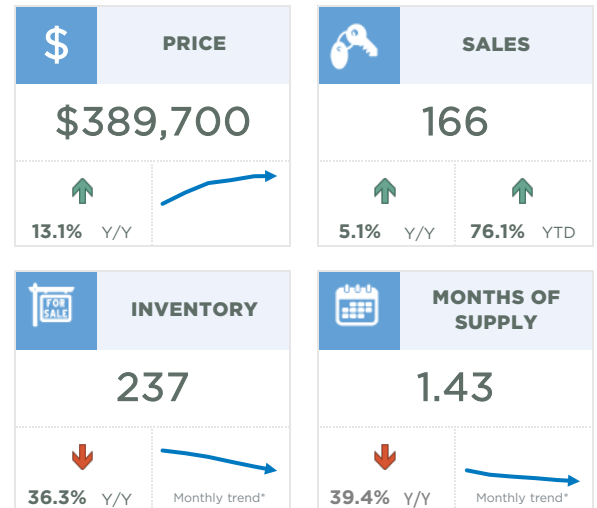 $
PRICE
$389,700
13.1% Y/Y
SALES
166
5.1% Y/Y
76.1% YTD
FOR
SALE
INVENTORY
237
36.3% Y/Y
Monthly trend*
MONTHS OF
SUPPLY
1.43
39.4% Y/Y
Monthly trend*